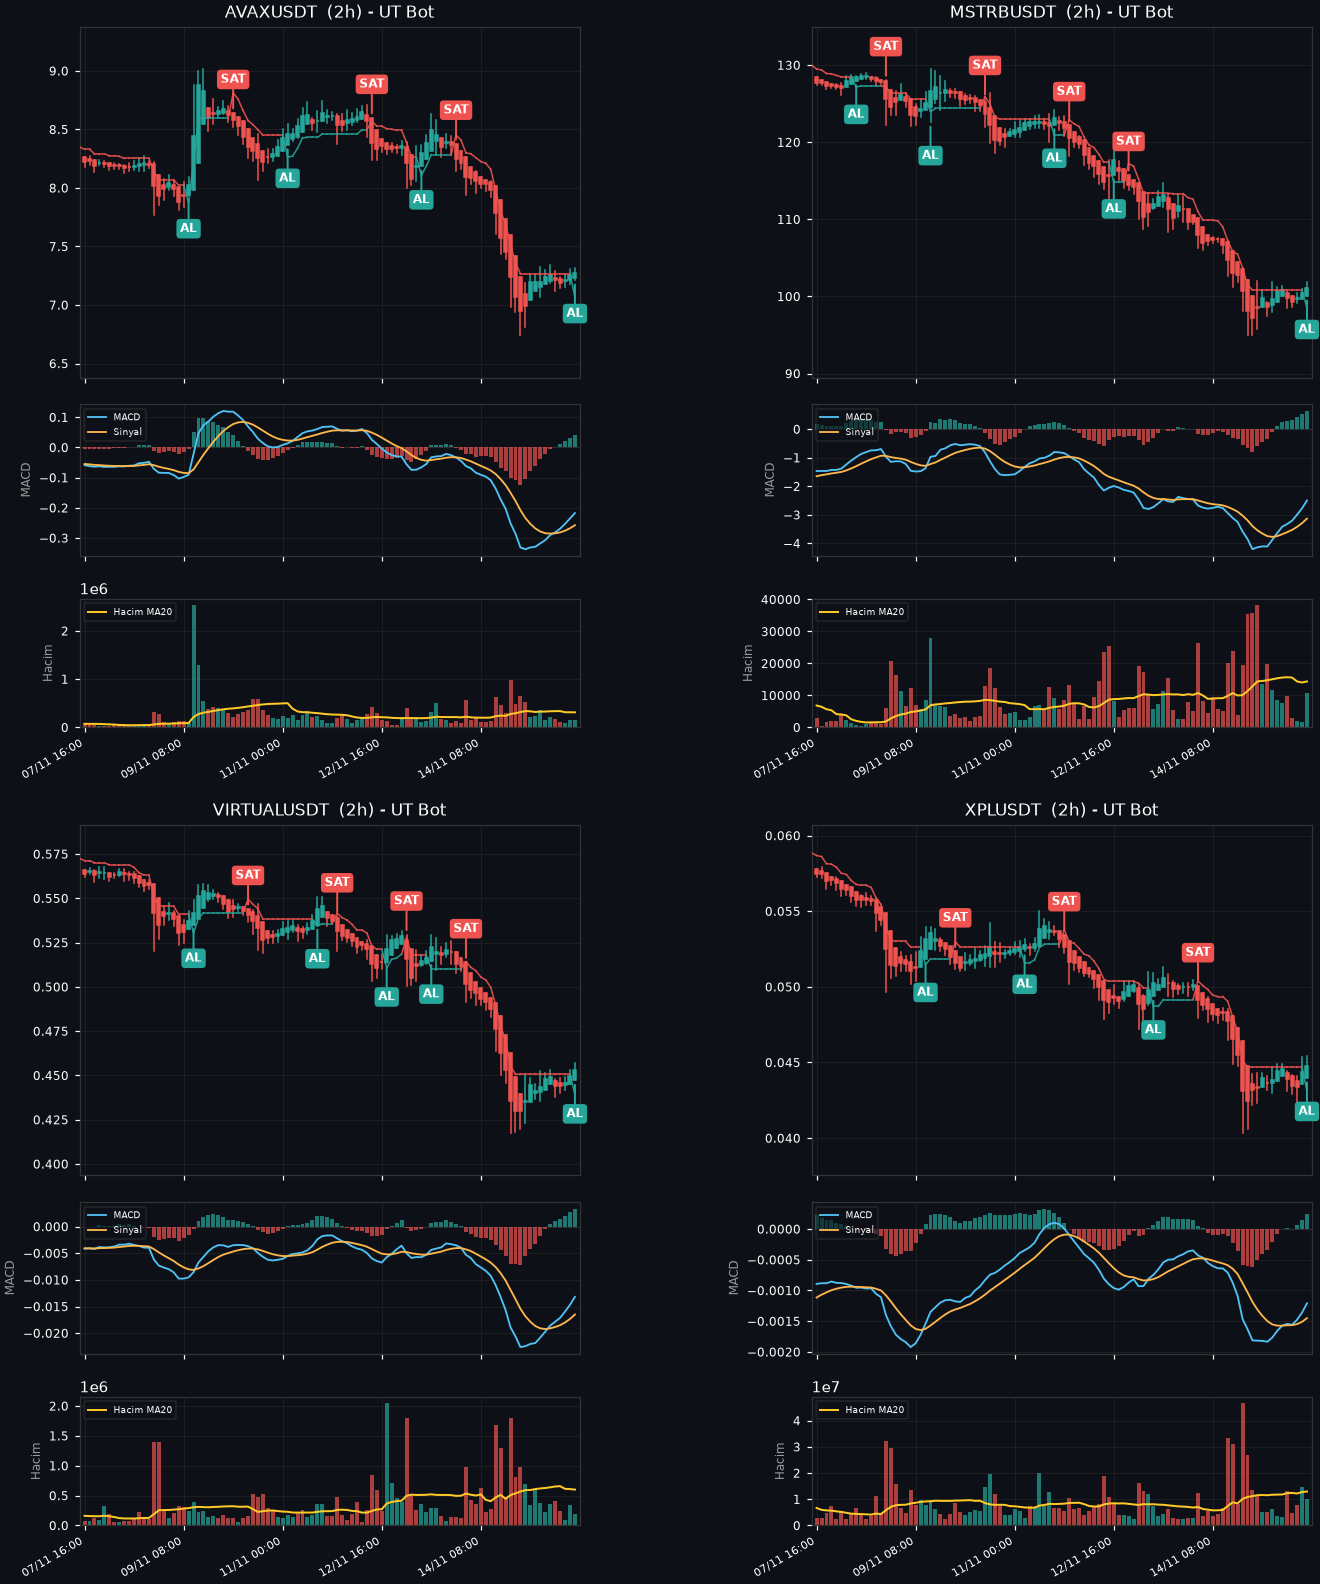 AVAXUSDT  (2h) - UT Bot
9.0
8.5
8.0
7.5
7.0
6.5
SAT
SAT
SAT
AL
AL
AL
AL
MACD
Sinyal
0.1
0.0
−0.1
−0.2
−0.3
MACD
1e6
Hacim MA20
2
1
0
Hacim
07/11 16:00
09/11 08:00
11/11 00:00
12/11 16:00
14/11 08:00
MSTRBUSDT  (2h) - UT Bot
130
120
110
100
90
SAT
SAT
SAT
SAT
AL
AL
AL
AL
AL
MACD
Sinyal
0
−1
−2
−3
−4
MACD
Hacim MA20
40000
30000
20000
10000
0
Hacim
07/11 16:00
09/11 08:00
11/11 00:00
12/11 16:00
14/11 08:00
VIRTUALUSDT  (2h) - UT Bot
0.575
0.550
0.525
0.500
0.475
0.450
0.425
0.400
SAT
SAT
SAT
SAT
AL
AL
AL
AL
AL
MACD
Sinyal
0.000
−0.005
−0.010
−0.015
−0.020
MACD
1e6
Hacim MA20
2.0
1.5
1.0
0.5
0.0
Hacim
07/11 16:00
09/11 08:00
11/11 00:00
12/11 16:00
14/11 08:00
XPLUSDT  (2h) - UT Bot
0.060
0.055
0.050
0.045
0.040
SAT
SAT
SAT
AL
AL
AL
AL
MACD
Sinyal
0.0000
−0.0005
−0.0010
−0.0015
−0.0020
MACD
1e7
Hacim MA20
4
3
2
1
0
Hacim
07/11 16:00
09/11 08:00
11/11 00:00
12/11 16:00
14/11 08:00